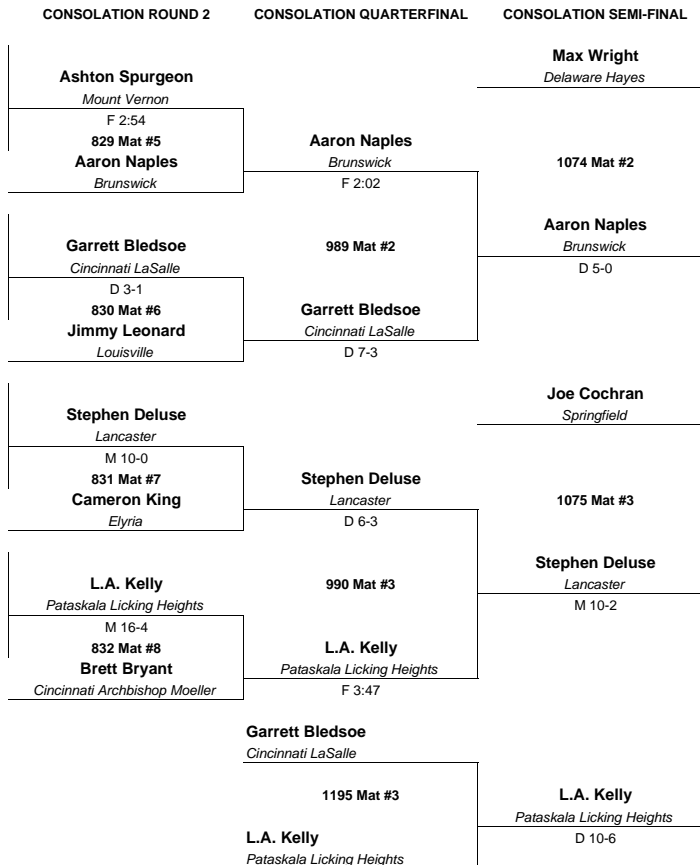 CONSOLATION ROUND 2 CONSOLATION QUARTERFINAL CONSOLATION SEMI-FINAL
Max Wright
Ashton Spurgeon Delaware Hayes
Mount Vernon
F 2:54
829 Mat #5 Aaron Naples
Aaron Naples Brunswick 1074 Mat #2
Brunswick F 2:02
Aaron Naples
Garrett Bledsoe 989 Mat #2 Brunswick
Cincinnati LaSalle D 5-0
D 3-1
830 Mat #6 Garrett Bledsoe
Jimmy Leonard Cincinnati LaSalle
Louisville D 7-3
Joe Cochran
Stephen Deluse Springfield
Lancaster
M 10-0
831 Mat #7 Stephen Deluse
Cameron King Lancaster 1075 Mat #3
Elyria D 6-3
Stephen Deluse
L.A. Kelly 990 Mat #3 Lancaster
Pataskala Licking Heights M 10-2
M 16-4
832 Mat #8 L.A. Kelly
Brett Bryant Pataskala Licking Heights
Cincinnati Archbishop Moeller F 3:47
Garrett Bledsoe
Cincinnati LaSalle
1195 Mat #3 L.A. Kelly
Pataskala Licking Heights
L.A. Kelly D 10-6
Pataskala Licking Heights